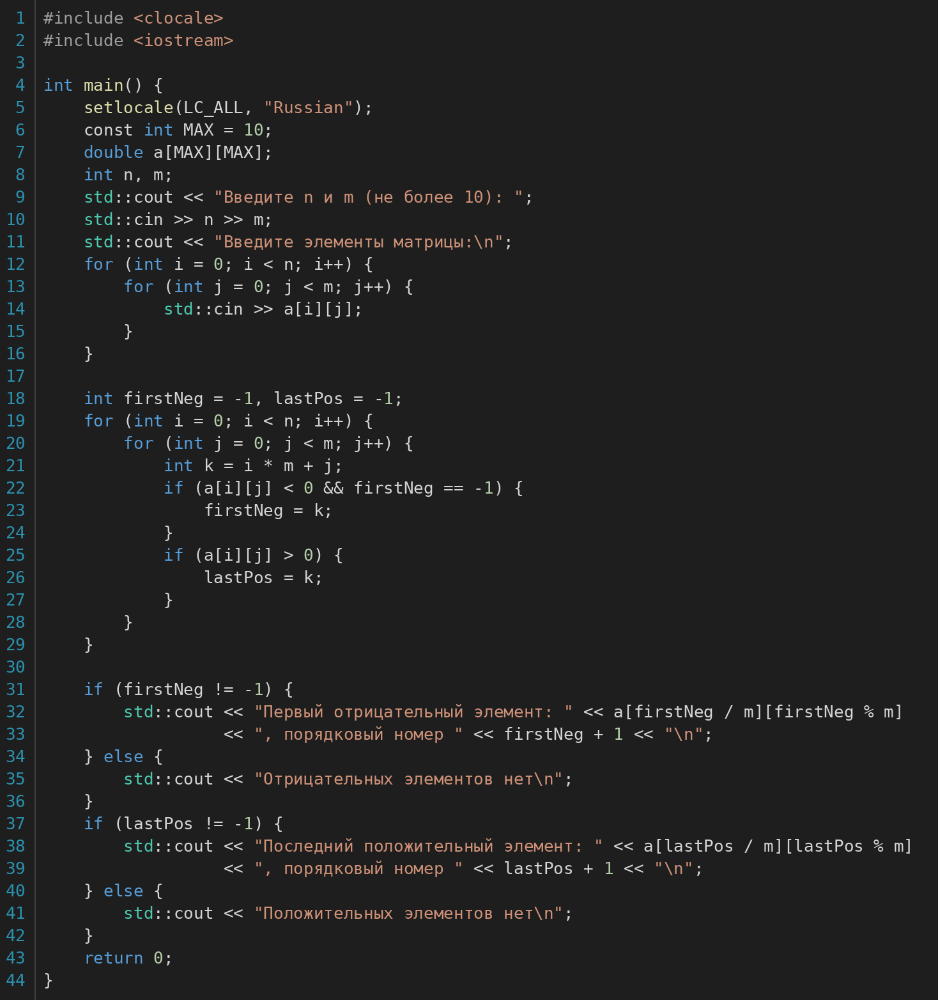 1 #include <clocale>
2 #include <iostream>
3
4 int main() {
5     setlocale(LC_ALL, "Russian");
6     const int MAX = 10;
7     double a[MAX][MAX];
8     int n, m;
9     std::cout << "Введите n и m (не более 10): ";
10     std::cin >> n >> m;
11     std::cout << "Введите элементы матрицы:\n";
12     for (int i = 0; i < n; i++) {
13         for (int j = 0; j < m; j++) {
14             std::cin >> a[i][j];
15         }
16     }
17
18     int firstNeg = -1, lastPos = -1;
19     for (int i = 0; i < n; i++) {
20         for (int j = 0; j < m; j++) {
21             int k = i * m + j;
22             if (a[i][j] < 0 && firstNeg == -1) {
23                 firstNeg = k;
24             }
25             if (a[i][j] > 0) {
26                 lastPos = k;
27             }
28         }
29     }
30
31     if (firstNeg != -1) {
32         std::cout << "Первый отрицательный элемент: " << a[firstNeg / m][firstNeg % m]
33                   << ", порядковый номер " << firstNeg + 1 << "\n";
34     } else {
35         std::cout << "Отрицательных элементов нет\n";
36     }
37     if (lastPos != -1) {
38         std::cout << "Последний положительный элемент: " << a[lastPos / m][lastPos % m]
39                   << ", порядковый номер " << lastPos + 1 << "\n";
40     } else {
41         std::cout << "Положительных элементов нет\n";
42     }
43     return 0;
44 }